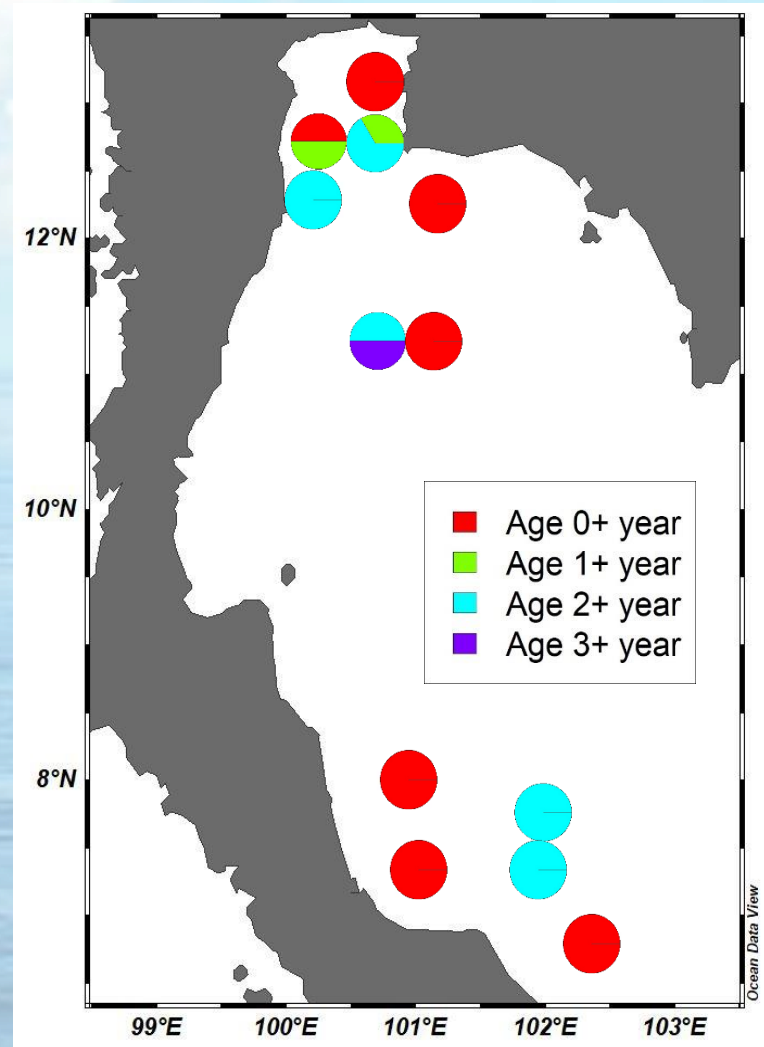 12°N
10°N
8°N
Age 0+ year
Age 1+ year
Age 2+ year
Age 3+ year
Ocean Data View
99°E 100°E 101°E 102°E 103°E